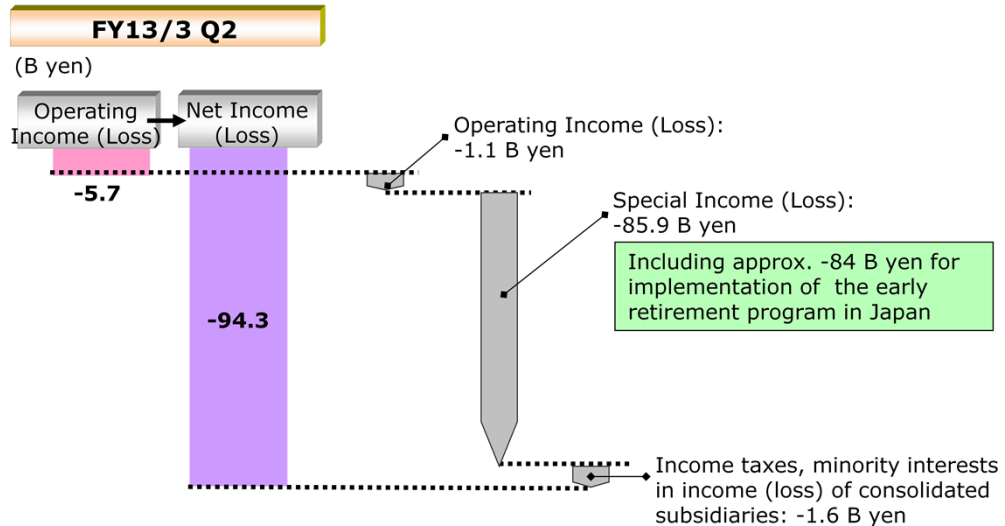 FY13/3 Q2
(B yen)
Operating
Income (Loss)
Net Income
(Loss)
-5.7
-94.3
Operating Income (Loss):
-1.1 B yen
Special Income (Loss):
-85.9 B yen
Including approx. -84 B yen for
implementation of the early
retirement program in Japan
Income taxes, minority interests
in income (loss) of consolidated
subsidiaries: -1.6 B yen